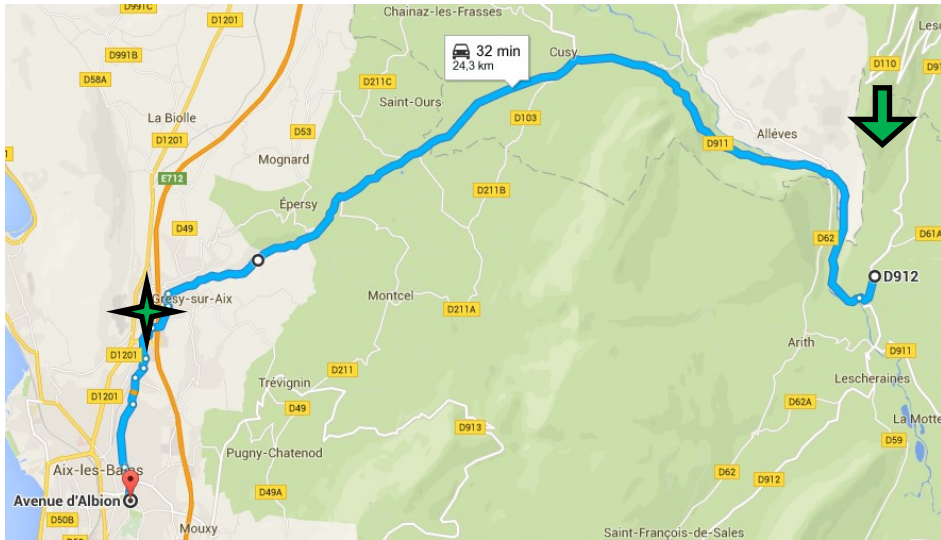 D991C
D1201
D991B
D58A
La Biolle
D1201
E712
D53
Mognard
Épersy
D49
Grésy-sur-Aix
D1201
D1201
Aix-les-Bains
Avenue d'Albion
D50B
Mouxy
D49A
Pugny-Chatenod
D49
Trévignin
D211
Montcel
D211A
D913
Chainaz-les-Frasses
D211C
Saint-Ours
32 min
24,3 km
Cusy
D103
D211B
D911
Allèves
D110
D62
D61A
D912
Arith
D911
Lescheraines
D62A
La Motte
D59
D62
D912
Saint-François-de-Sales